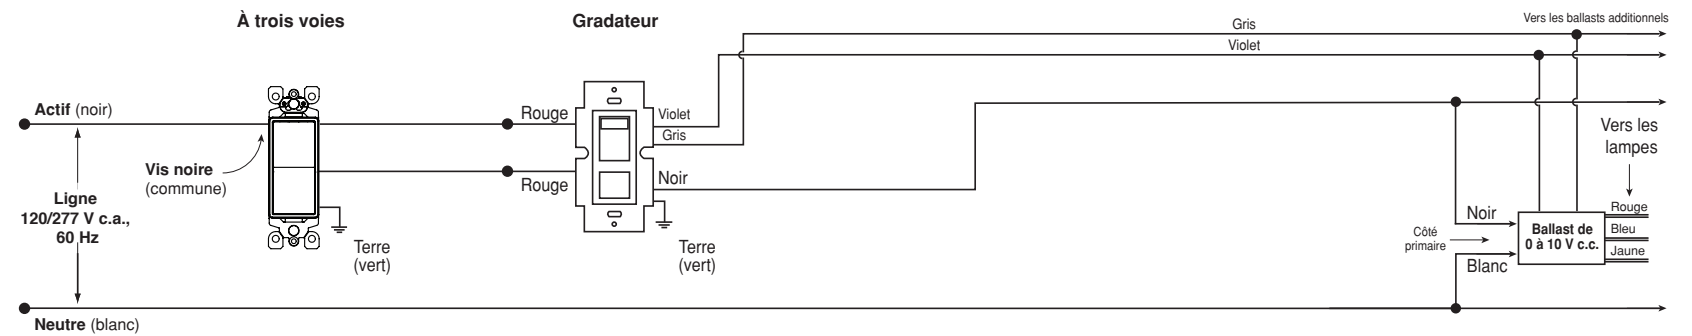 À trois voies
Gradateur
Gris
Vers les ballasts additionnels
Violet
Actif (noir)
Rouge
Violet
Gris
Vers les
lampes
Vis noire
(commune)
Rouge
Noir
Ligne
120/277 V c.a.,
60 Hz
Terre
(vert)
Terre
(vert)
Côté
primaire
Noir
Blanc
Ballast de
0 à 10 V c.c.
Rouge
Bleu
Jaune
Neutre (blanc)